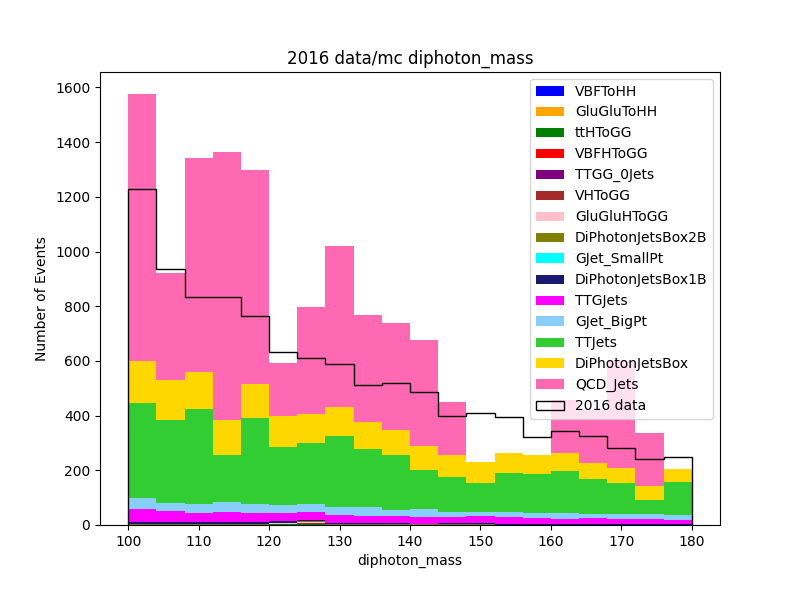 2016 data/mc diphoton_mass
Number of Events
1600
1400
1200
1000
800
600
400
200
0
100
110
120
130
140
150
160
170
180
diphoton_mass
VBFToHH
GluGluToHH
ttHToGG
VBFHToGG
TTGG_0Jets
VHToGG
GluGluHToGG
DiPhotonJetsBox2B
GJet_SmallPt
DiPhotonJetsBox1B
TTGJets
GJet_BigPt
TTJets
DiPhotonJetsBox
QCD_Jets
2016 data